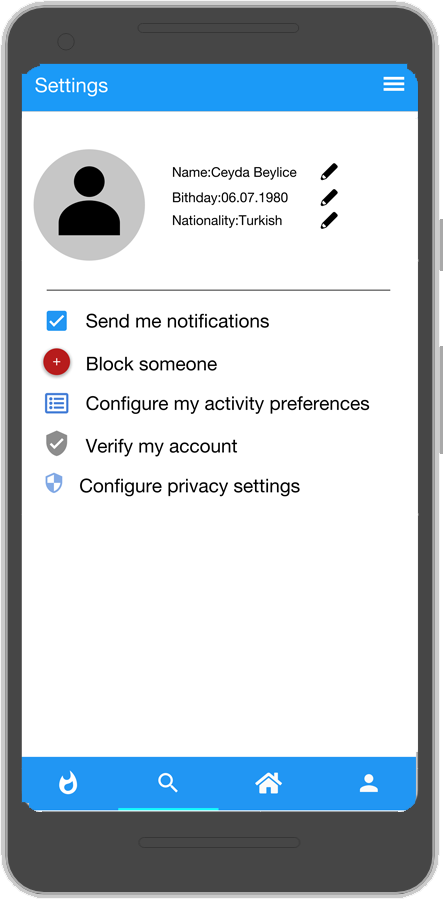 Settings
Name:Ceyda Beylice
Bithday:06.07.1980
Nationality:Turkish
Send me notifications
Block someone
Configure my activity preferences
Verify my account
Configure privacy settings